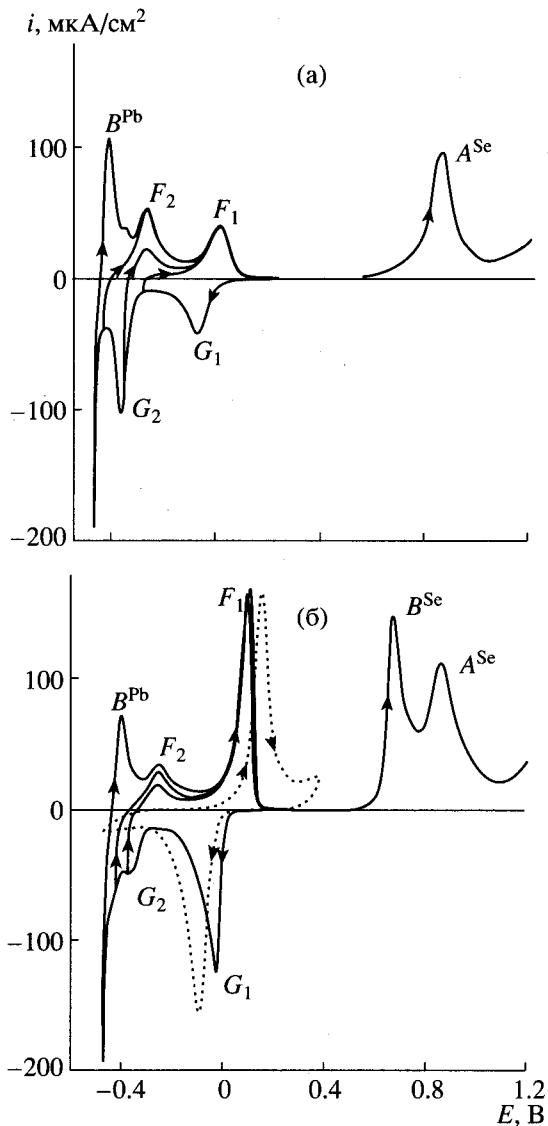 i, мкА/см²
(а)
B^Pb
A^Se
100
F₂
F₁
0
G₁
−100
G₂
−200
F₁
(б)
B^Se
A^Se
B^Pb
100
F₂
0
G₂
−100
G₁
−200
−0.4 0 0.4 0.8 1.2
E, В